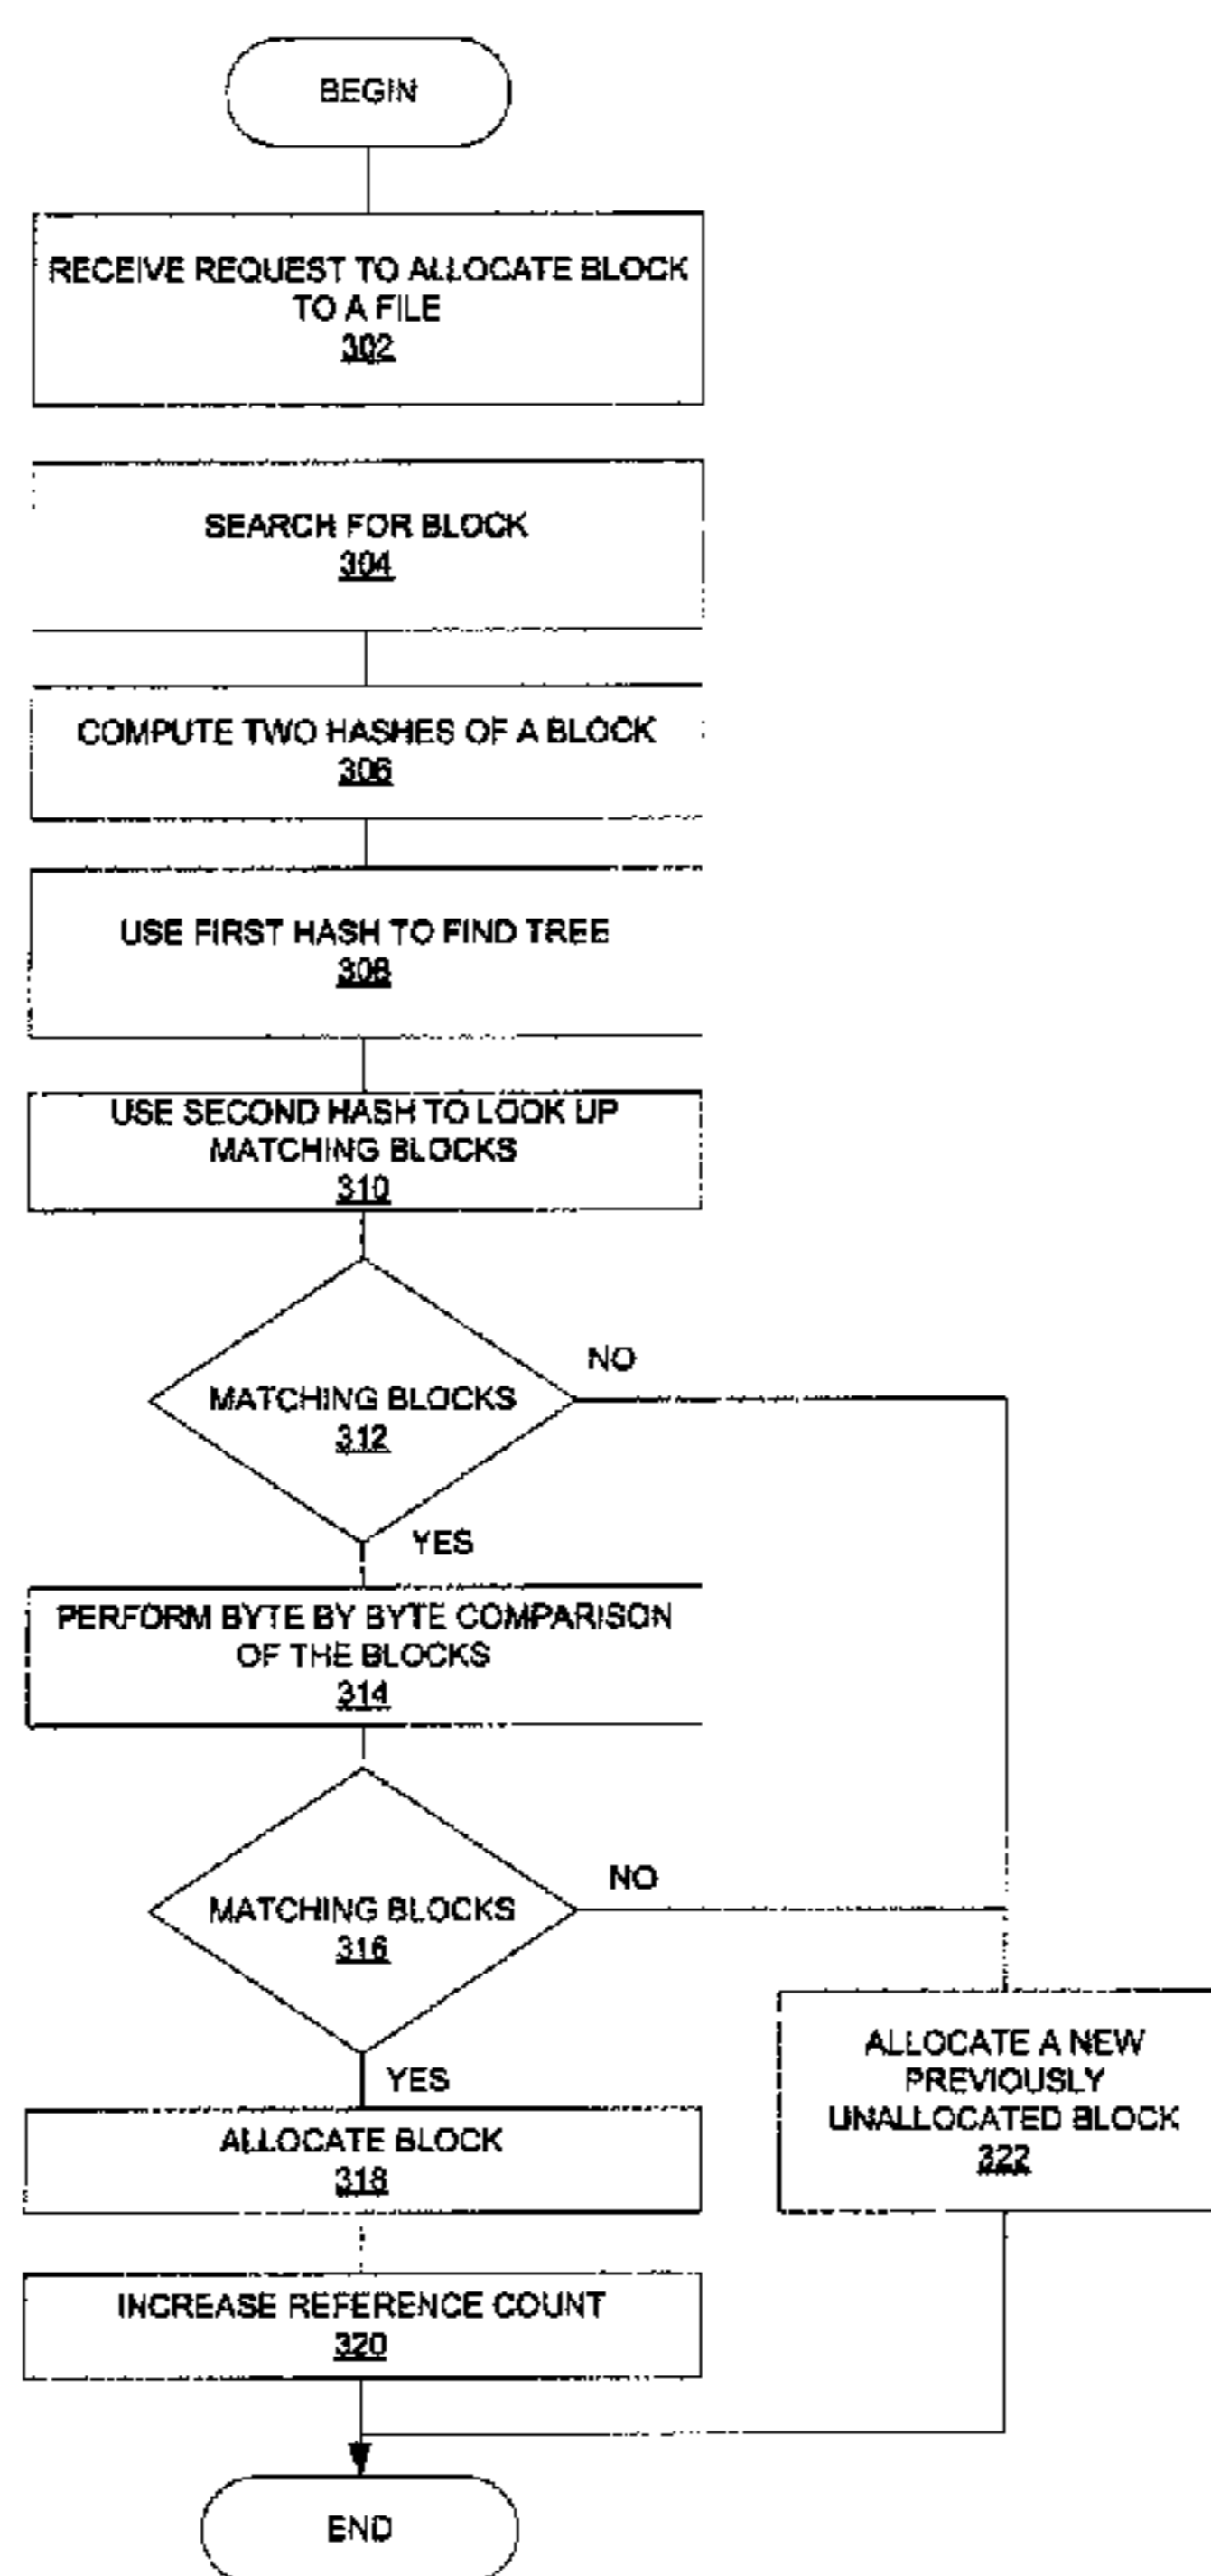 BEGIN
RECEIVE REQUEST TO ALLOCATE BLOCK
TO A FILE
302
SEARCH FOR BLOCK
304
COMPUTE TWO HASHES OF A BLOCK
306
USE FIRST HASH TO FIND TREE
308
USE SECOND HASH TO LOOK UP
MATCHING BLOCKS
310
NO
MATCHING BLOCKS
312
YES
PERFORM BYTE BY BYTE COMPARISON
OF THE BLOCKS
314
NO
MATCHING BLOCKS
316
YES
ALLOCATE BLOCK
318
ALLOCATE A NEW
PREVIOUSLY
UNALLOCATED BLOCK
322
INCREASE REFERENCE COUNT
320
END